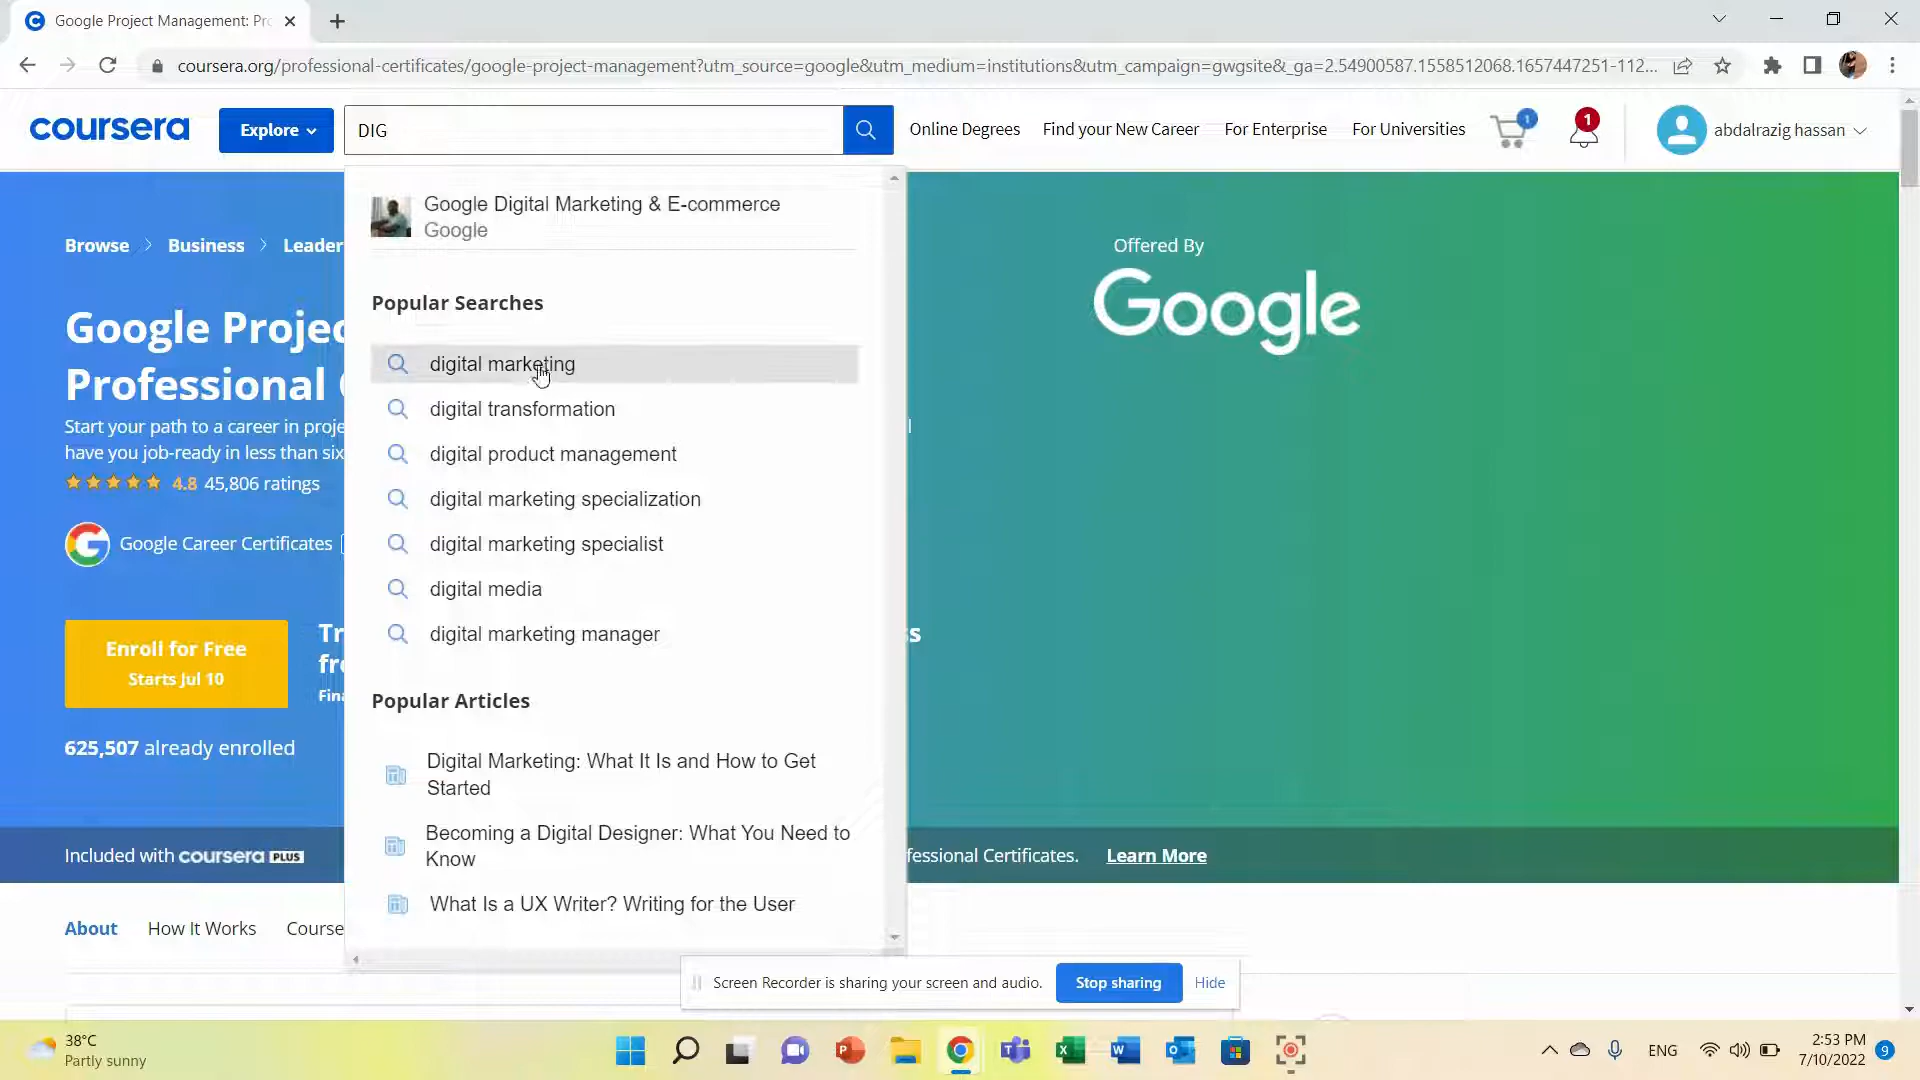 Google Project Management: Pr
coursera.org/professional-certificates/google-project-management?utm_source=google&utm_medium=institutions&utm_campaign=gwgsite&_ga=2.54900587.1558512068.1657447251-112...
coursera
Explore
DIG
Online Degrees
Find your New Career
For Enterprise
For Universities
1
1
abdalrazig hassan
Google Digital Marketing & E-commerce
Google
Browse
Business
Leader
Offered By
Google
Popular Searches
Google Projec
Professional
digital marketing
digital transformation
digital product management
digital marketing specialization
digital marketing specialist
digital media
digital marketing manager
Start your path to a career in proje
have you job-ready in less than six
4.8 45,806 ratings
Google Career Certificates
Enroll for Free
Starts Jul 10
Tr
fre
Fina
ss
625,507 already enrolled
Popular Articles
Digital Marketing: What It Is and How to Get
Started
Becoming a Digital Designer: What You Need to
Know
What Is a UX Writer? Writing for the User
Included with coursera PLUS
fessional Certificates.
Learn More
About
How It Works
Course
Screen Recorder is sharing your screen and audio.
Stop sharing
Hide
38°C
Partly sunny
ENG
2:53 PM
7/10/2022
9